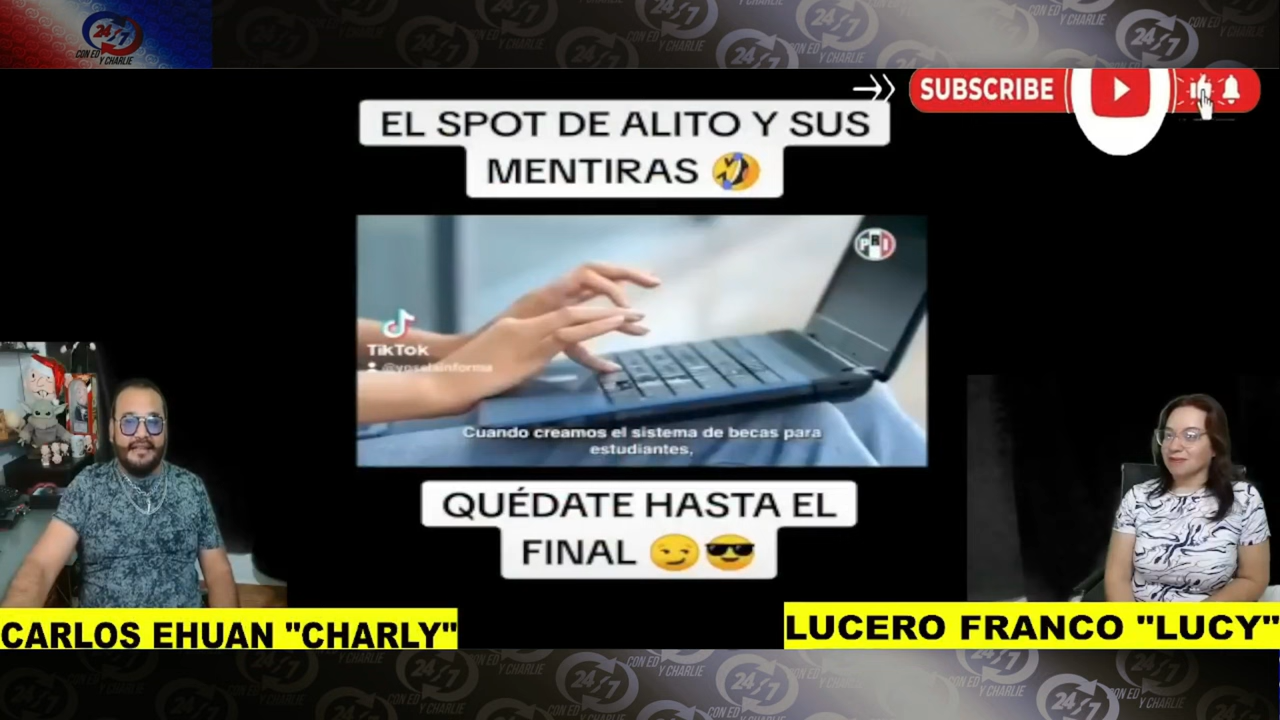 24/7
CON ED
Y CHARLIE
SUBSCRIBE
EL SPOT DE ALITO Y SUS
MENTIRAS 🤣
PRI
TikTok
@ypselainforma
Cuando creamos el sistema de becas para
estudiantes,
QUÉDATE HASTA EL
FINAL 😏😎
CARLOS EHUAN "CHARLY"
LUCERO FRANCO "LUCY"